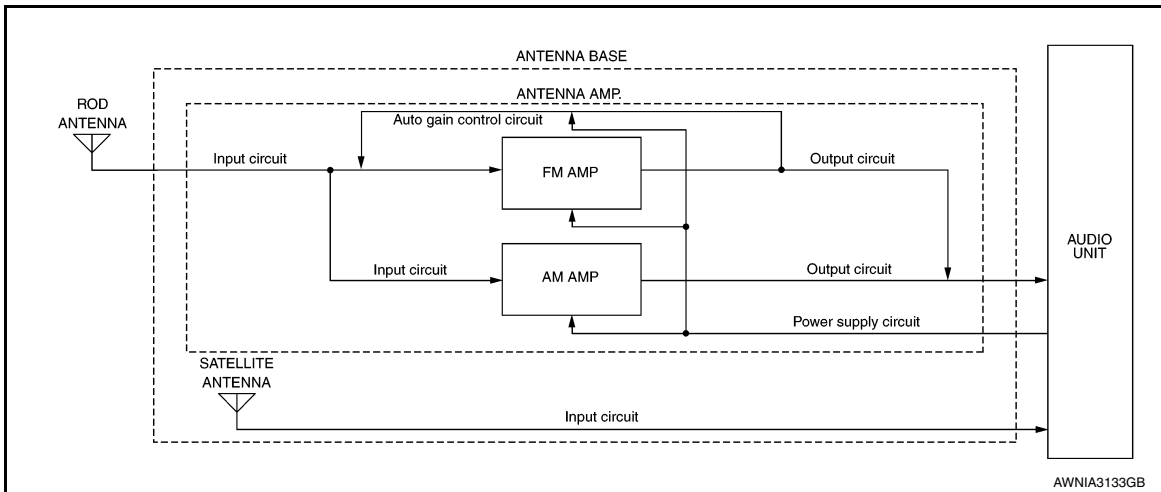 ANTENNA BASE
ANTENNA AMP.
ROD
ANTENNA
Auto gain control circuit
Input circuit
FM AMP
Output circuit
AUDIO
UNIT
Input circuit
AM AMP
Output circuit
Power supply circuit
SATELLITE
ANTENNA
Input circuit
AWNIA3133GB